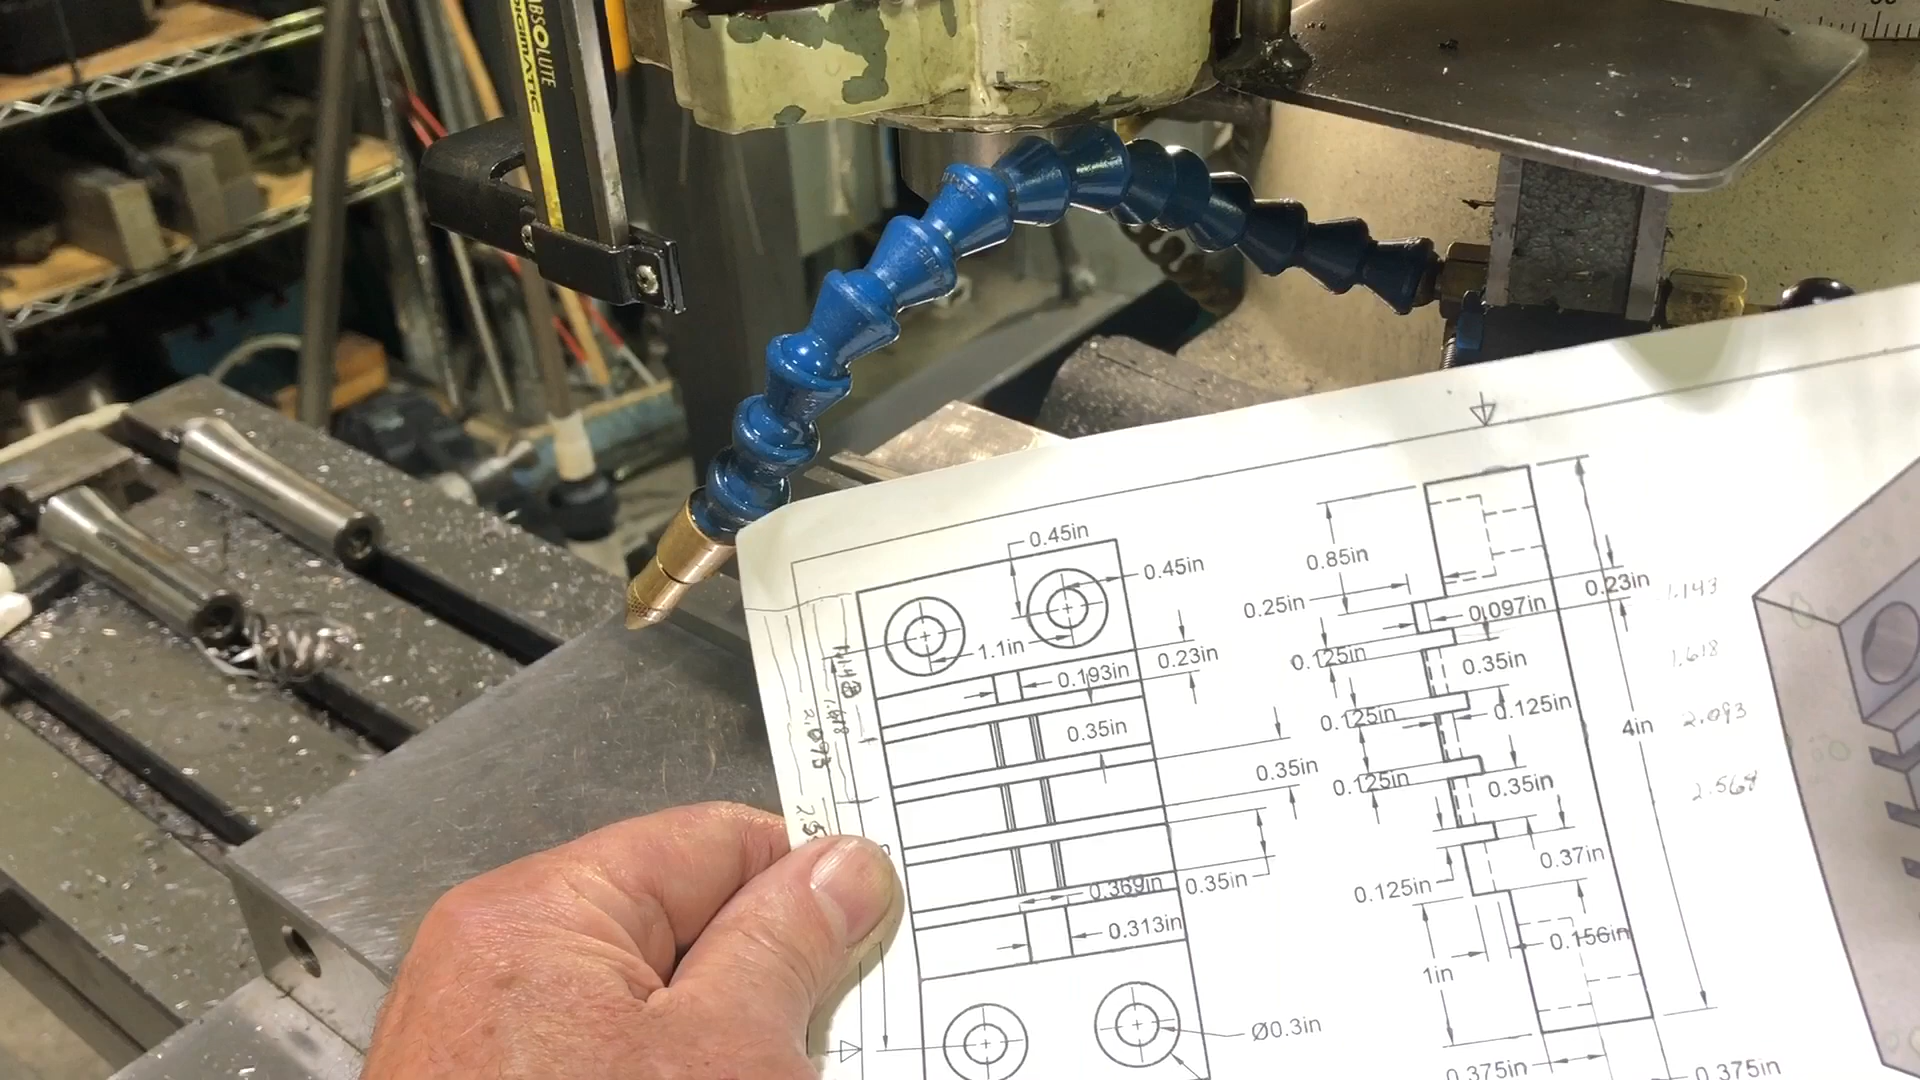 ABSOLUTE
DIGIMATIC
0.45in
0.45in
1.1in
0.23in
0.193in
0.35in
0.35in
0.35in
0.369in
0.313in
Ø0.3in
0.85in
0.25in
0.097in
0.23in
0.125in
0.35in
0.125in
0.125in
0.125in
0.35in
4in
0.125in
0.37in
0.156in
1in
0.375in
0.375in
1.143
1.618
2.093
2.568
1.618
2.093